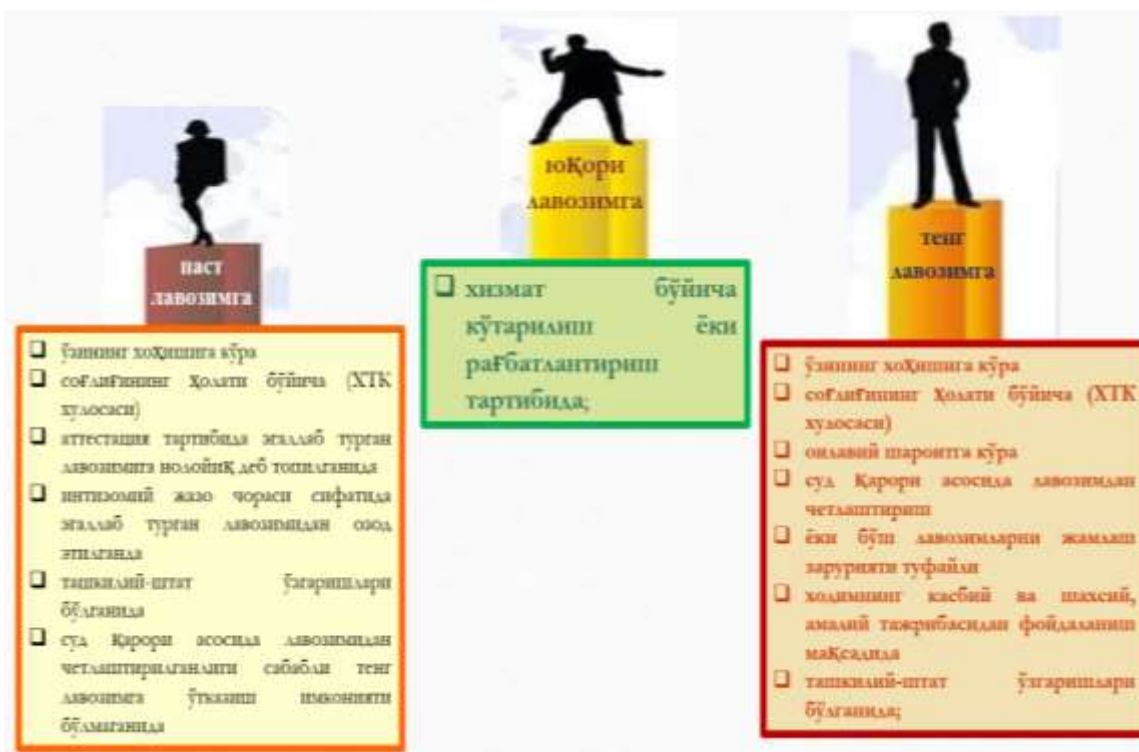 паст
лавозимга
ўзининг хоҳишига кўра
соғлиғининг ҳолати бўйича (ХТК
хулосаси)
аттестация тартибида эгаллаб турган
лавозимига нолойиқ деб топилганида
интизомий жазо чораси сифатида
эгаллаб турган лавозимидан озод
этилганда
ташкилий-штат ўзгаришлари
бўлганида
суд қарори асосида лавозимидан
четлаштирилганлиги сабабли тенг
лавозимга ўтказиш имконияти
бўлмаганида
юқори
лавозимга
хизмат бўйича
кўтарилиш ёки
рағбатлантириш
тартибида;
тенг
лавозимга
ўзининг хоҳишига кўра
соғлиғининг ҳолати бўйича (ХТК
хулосаси)
оилавий шароитга кўра
суд қарори асосида лавозимдан
четлаштириш
ёки бўш лавозимларни жамлаш
зарурияти туфайли
ходимнинг касбий ва шахсий,
амалий тажрибасидан фойдаланиш
мақсадида
ташкилий-штат ўзгаришлари
бўлганида;